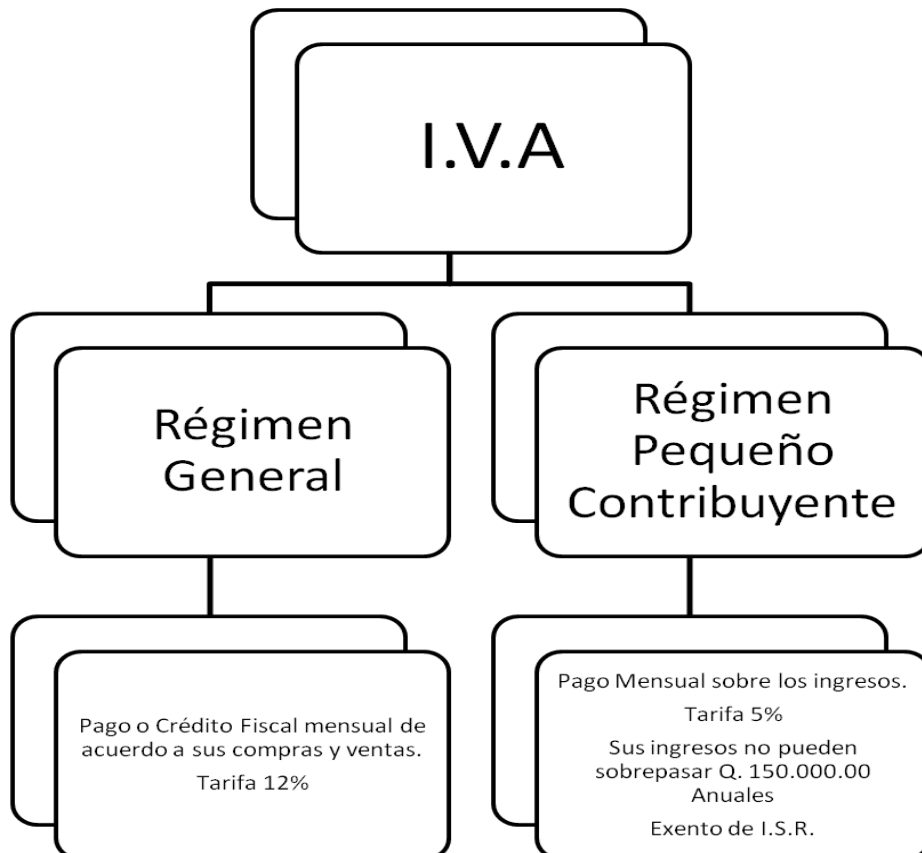 I.V.A
Régimen
General
Régimen
Pequeño
Contribuyente
Pago o Crédito Fiscal mensual de
acuerdo a sus compras y ventas.
Tarifa 12%
Pago Mensual sobre los ingresos.
Tarifa 5%
Sus ingresos no pueden
sobrepasar Q. 150.000.00
Anuales
Exento de I.S.R.